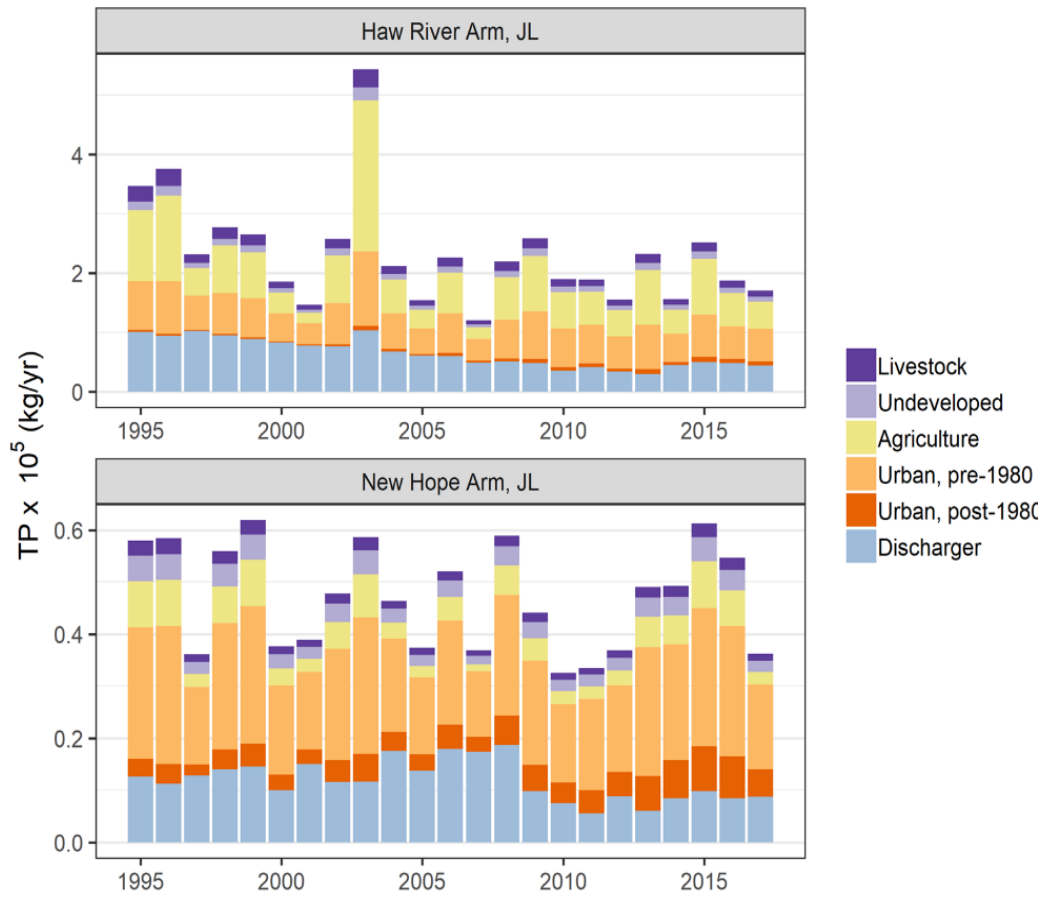 Haw River Arm, JL
4
2
0
1995 2000 2005 2010 2015
TP x 10⁵ (kg/yr)
New Hope Arm, JL
0.6
0.4
0.2
0.0
1995 2000 2005 2010 2015
Livestock
Undeveloped
Agriculture
Urban, pre-1980
Urban, post-1980
Discharger